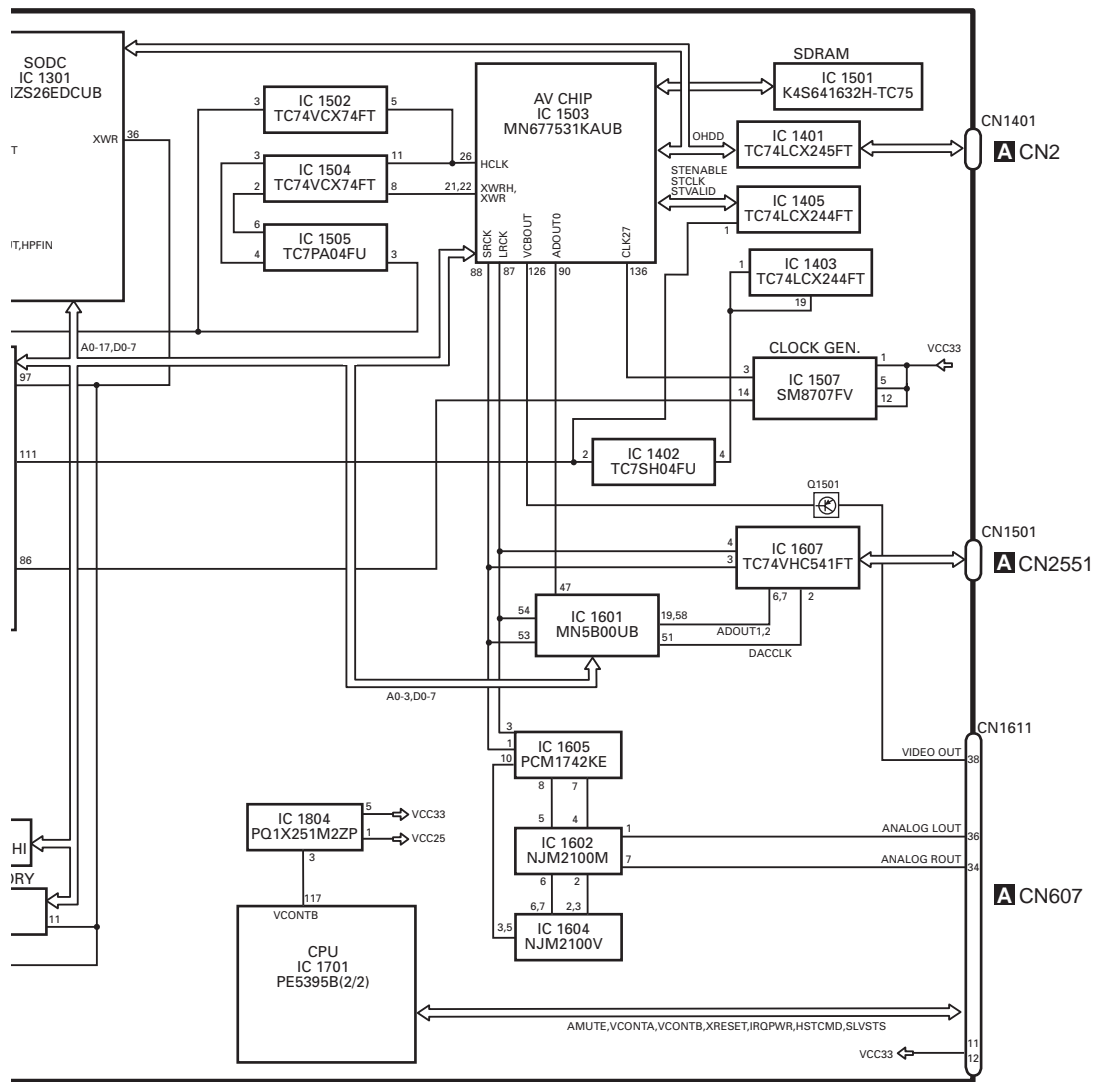 SODC
IC 1301
IZS26EDCUB
XWR
36
T
T,HPFIN
3
IC 1502
TC74VCX74FT
5
3
2
IC 1504
TC74VCX74FT
11
8
6
4
IC 1505
TC7PA04FU
3
AV CHIP
IC 1503
MN677531KAUB
26
HCLK
21,22
XWRH,
XWR
SRCK
LRCK
VCBOUT
ADOUT0
CLK27
88
87
126
90
136
SDRAM
IC 1501
K4S641632H-TC75
OHDD
IC 1401
TC74LCX245FT
CN1401
A CN2
STENABLE
STCLK
STVALID
IC 1405
TC74LCX244FT
1
1
IC 1403
TC74LCX244FT
19
A0-17,D0-7
97
CLOCK GEN.
3
14
IC 1507
SM8707FV
1
5
12
VCC33
111
2
IC 1402
TC7SH04FU
4
Q1501
86
4
3
IC 1607
TC74VHC541FT
6,7
2
CN1501
A CN2551
47
54
53
IC 1601
MN5B00UB
19,58
51
ADOUT1,2
DACCLK
A0-3,D0-7
3
1
10
IC 1605
PCM1742KE
8
7
CN1611
VIDEO OUT
38
5
4
IC 1602
NJM2100M
1
7
6
2
ANALOG LOUT
36
ANALOG ROUT
34
6,7
2,3
3,5
IC 1604
NJM2100V
A CN607
IC 1804
PQ1X251M2ZP
5
VCC33
1
VCC25
3
HI
ORY
11
117
VCONTB
CPU
IC 1701
PE5395B(2/2)
AMUTE,VCONTA,VCONTB,XRESET,IRQPWR,HSTCMD,SLVSTS
VCC33
11
12